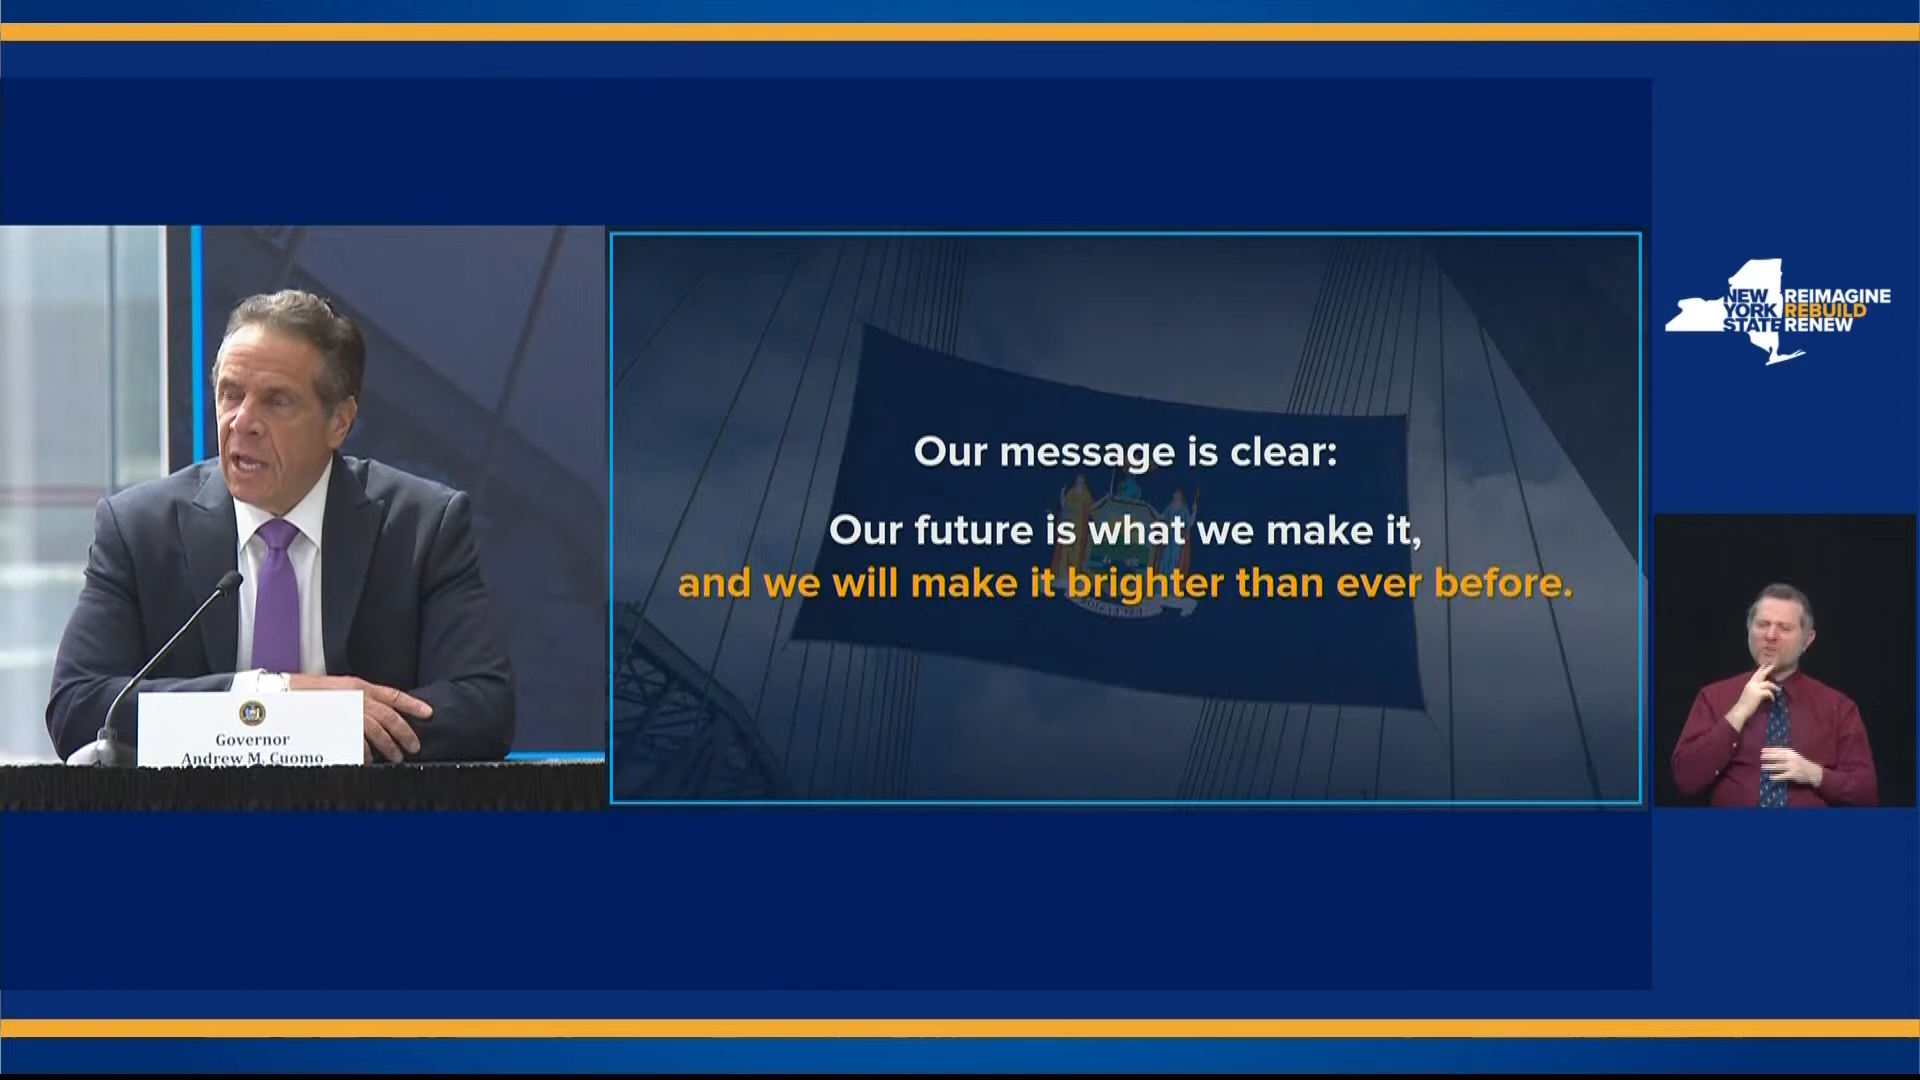 Our message is clear:
Our future is what we make it,
and we will make it brighter than ever before.
Governor
Andrew M. Cuomo
NEW
YORK
STATE
REIMAGINE
REBUILD
RENEW